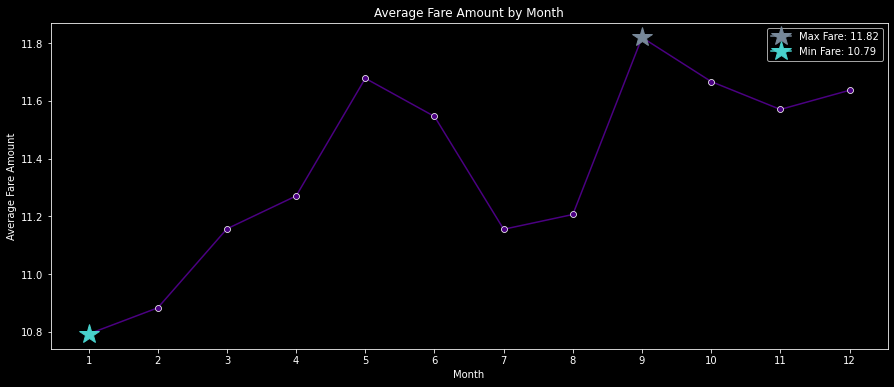 Average Fare Amount by Month
Max Fare: 11.82
Min Fare: 10.79
Average Fare Amount
11.8
11.6
11.4
11.2
11.0
10.8
1 2 3 4 5 6 7 8 9 10 11 12
Month